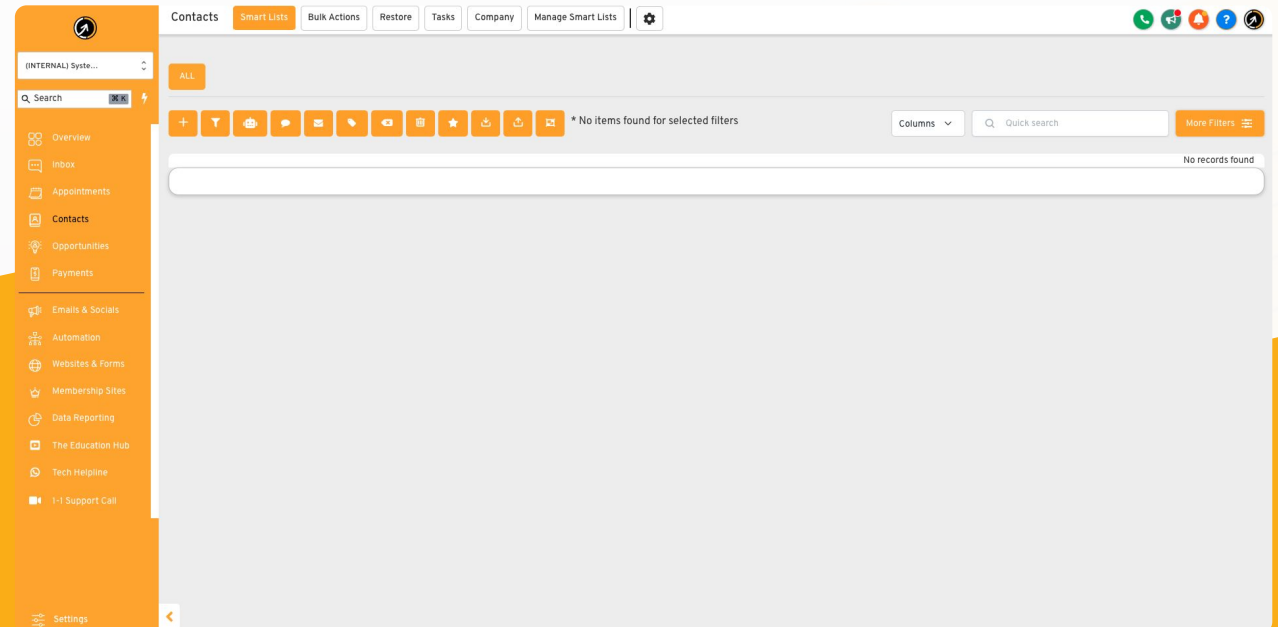 Contacts
Smart Lists
Bulk Actions
Restore
Tasks
Company
Manage Smart Lists
(INTERNAL) Syste...
Search
⌘ K
Overview
Inbox
Appointments
Contacts
Opportunities
Payments
Emails & Socials
Automation
Websites & Forms
Membership Sites
Data Reporting
The Education Hub
Tech Helpline
1-1 Support Call
Settings
ALL
* No items found for selected filters
Columns
Quick search
More Filters
No records found